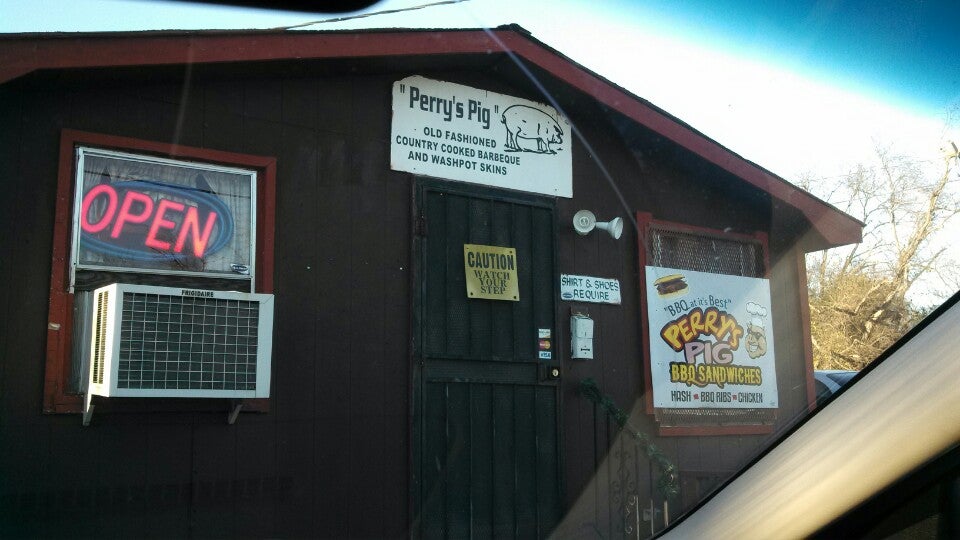 "Perry's Pig"
OLD FASHIONED
COUNTRY COOKED BARBEQUE
AND WASHPOT SKINS
OPEN
FRIGIDAIRE
CAUTION
WATCH
YOUR
STEP
SHIRT & SHOES
REQUIRE
VISA
"BBQ at it's Best"
PERRY'S
PIG
BBQ SANDWICHES
HASH BBQ RIBS CHICKEN